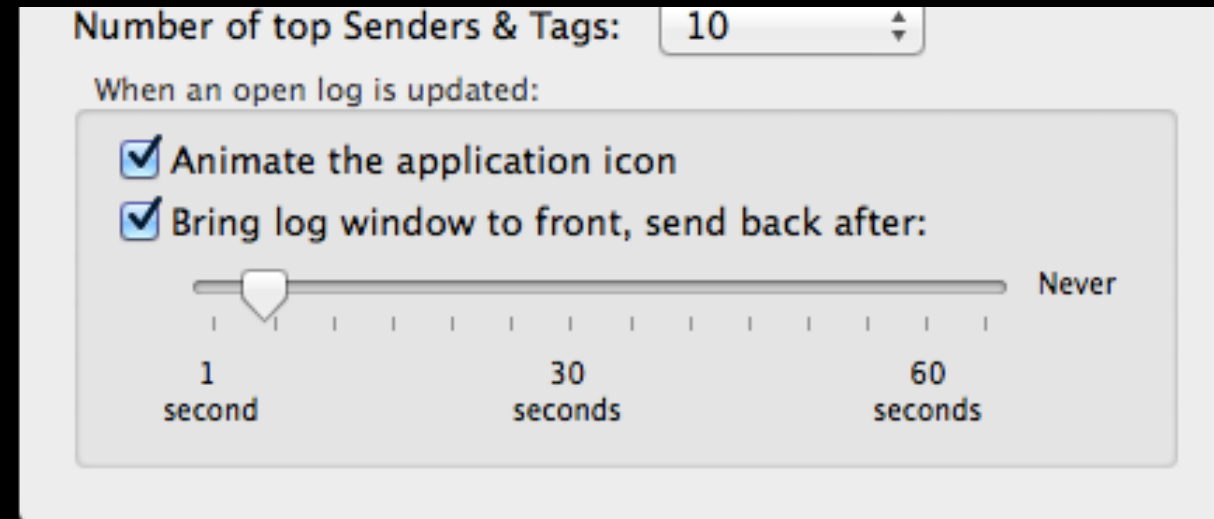 Number of top Senders & Tags: 10
When an open log is updated:
Animate the application icon
Bring log window to front, send back after:
Never
1 30 60
second seconds seconds